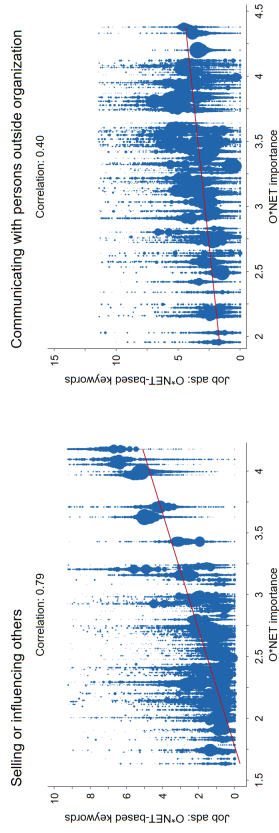 Selling or influencing others
Correlation: 0.79
Job ads: O*NET-based keywords
10
8
6
4
2
0
1.5
2
2.5
3
3.5
4
O*NET importance
Communicating with persons outside organization
Correlation: 0.40
Job ads: O*NET-based keywords
15
10
5
0
2
2.5
3
3.5
4
4.5
O*NET importance